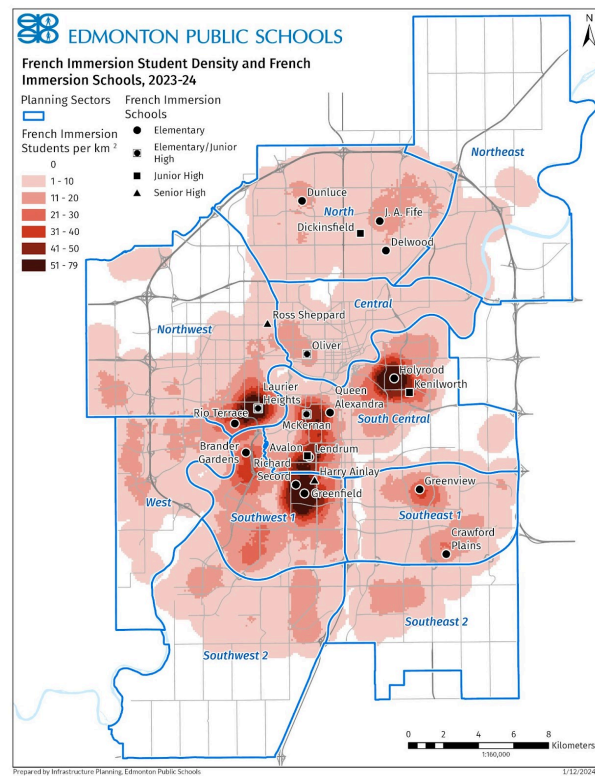 EDMONTON PUBLIC SCHOOLS
French Immersion Student Density and French
Immersion Schools, 2023-24
Planning Sectors
French Immersion
Students per km 2
0
1 - 10
11 - 20
21 - 30
31 - 40
41 - 50
51 - 79
French Immersion
Schools
Elementary
Elementary/Junior
High
Junior High
Senior High
N
Northeast
Dunluce
North
J. A. Fife
Dickinsfield
Delwood
Central
Ross Sheppard
Northwest
Oliver
Holyrood
Kenilworth
Laurier
Heights
Queen
Alexandra
Rio Terrace
McKernan
South Central
Brander
Gardens
Avalon
Lendrum
Richard
Secord
Harry Ainlay
Greenfield
Greenview
West
Southwest 1
Southeast 1
Crawford
Plains
Southeast 2
Southwest 2
0 2 4 6 8
Kilometers
1:160,000
Prepared by Infrastructure Planning, Edmonton Public Schools
1/12/2024